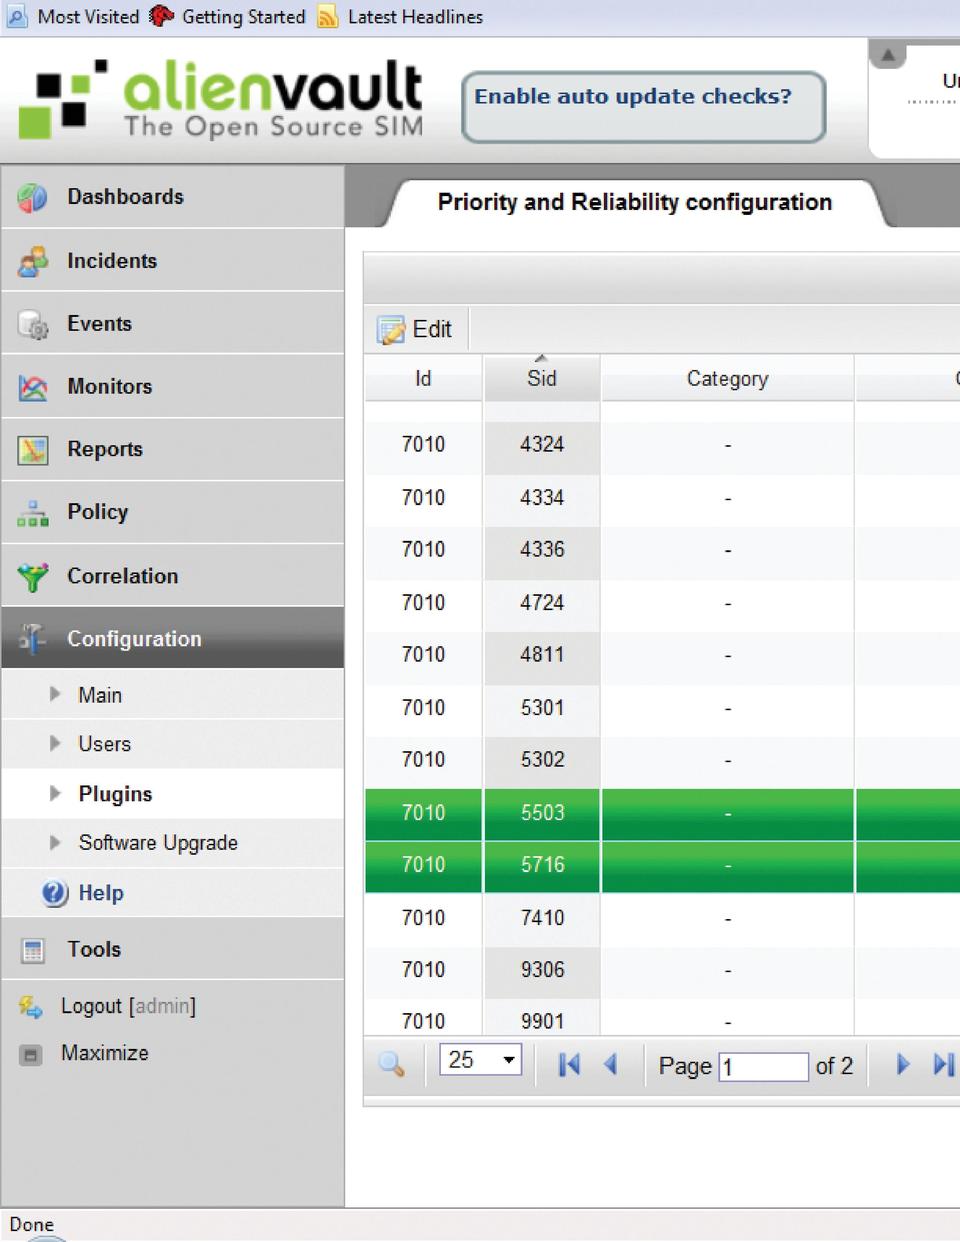 Most Visited Getting Started Latest Headlines
alienvault
The Open Source SIM
Enable auto update checks?
Dashboards
Incidents
Events
Monitors
Reports
Policy
Correlation
Configuration
Main
Users
Plugins
Software Upgrade
Help
Tools
Logout [admin]
Maximize
Priority and Reliability configuration
Edit
Id Sid Category
7010 4324 -
7010 4334 -
7010 4336 -
7010 4724 -
7010 4811 -
7010 5301 -
7010 5302 -
7010 5503 -
7010 5716 -
7010 7410 -
7010 9306 -
7010 9901 -
25 Page 1 of 2
Done